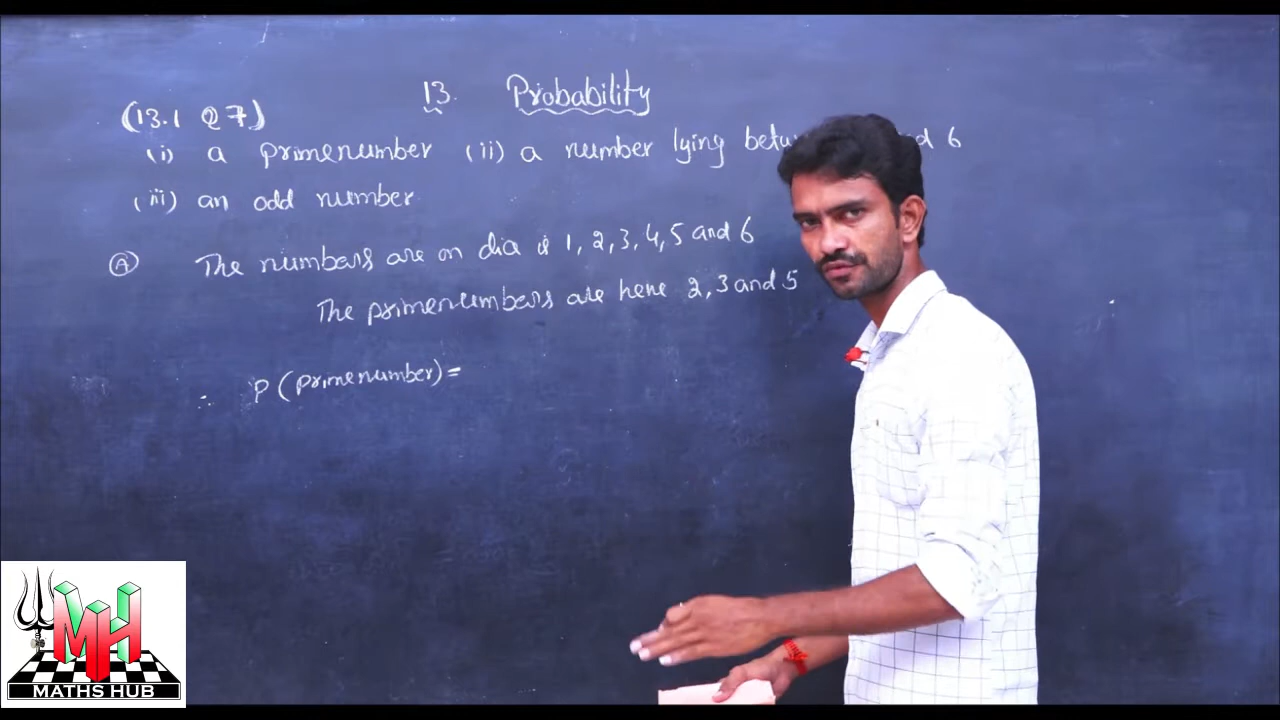 13. Probability
(13.1 Q7)
(i) a primenumber (ii) a number lying 6
(iii) an odd number
A The numbers are on dia is 1, 2, 3, 4, 5 and 6
The primenumbers are here 2, 3 and 5
∴ P (primenumber) =
MH
MATHS HUB